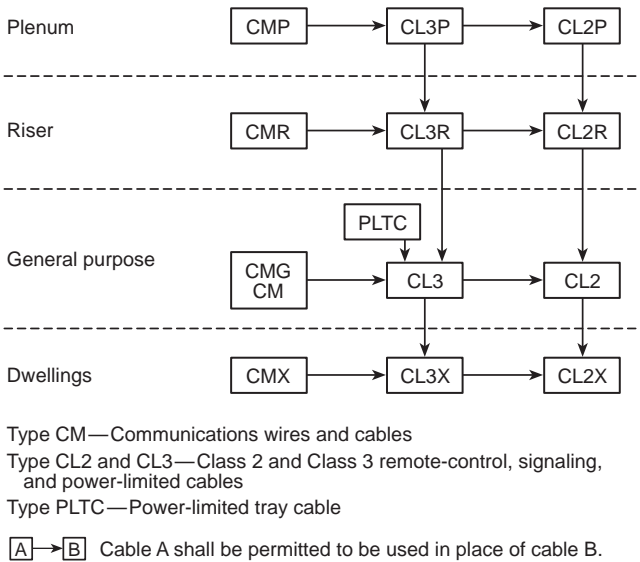 Plenum CMP CL3P CL2P
Riser CMR CL3R CL2R
PLTC
General purpose CMG CM CL3 CL2
Dwellings CMX CL3X CL2X
Type CM—Communications wires and cables
Type CL2 and CL3—Class 2 and Class 3 remote-control, signaling,
and power-limited cables
Type PLTC—Power-limited tray cable
A B Cable A shall be permitted to be used in place of cable B.